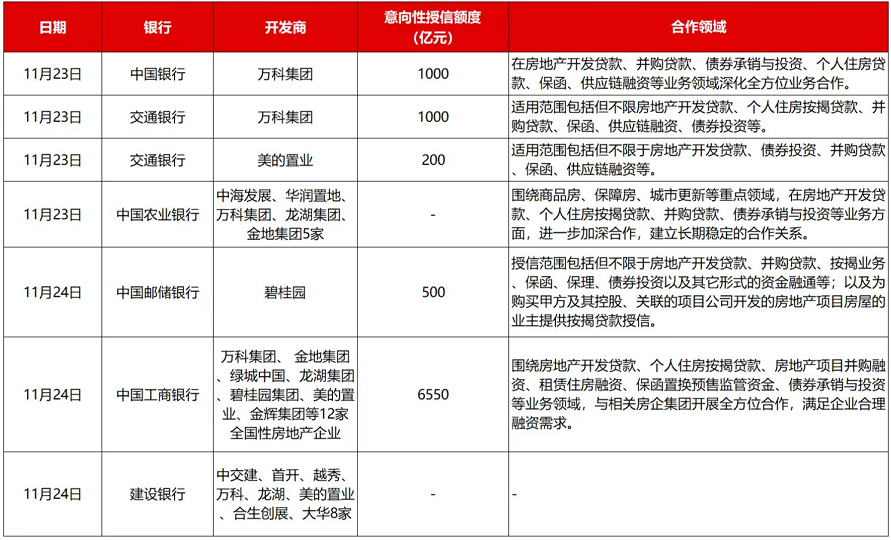 日期 银行 开发商 意向性授信额度 合作领域
（亿元）
11月23日 中国银行 万科集团 1000 在房地产开发贷款、并购贷款、债券承销与投资、个人住房贷
款、保函、供应链融资等业务领域深化全方位业务合作。
11月23日 交通银行 万科集团 1000 适用范围包括但不限房地产开发贷款、个人住房按揭贷款、并
购贷款、保函、供应链融资、债券投资等。
11月23日 交通银行 美的置业 200 适用范围包括但不限于房地产开发贷款、债券投资、并购贷款
、保函、供应链融资等。
11月23日 中国农业银行
中海发展、华润置地、
万科集团、龙湖集团、
金地集团5家
-
围绕商品房、保障房、城市更新等重点领域，在房地产开发贷
款、个人住房按揭贷款、并购贷款、债券承销与投资等业务方
面，进一步加深合作，建立长期稳定的合作关系。
11月24日 中国邮储银行 碧桂园 500
授信范围包括但不限于房地产开发贷款、并购贷款、按揭业务
、保函、保理、债券投资以及其它形式的资金融通等；以及为
购买甲方及其控股、关联的项目公司开发的房地产项目房屋的
业主提供按揭贷款授信。
11月24日 中国工商银行
万科集团、 金地集团
、绿城中国、龙湖集团
、碧桂园集团、美的置
业、金辉集团等12家
全国性房地产企业
6550
围绕房地产开发贷款、个人住房按揭贷款、房地产项目并购融
资、租赁住房融资、保函置换预售监管资金、债券承销与投资
等业务领域，与相关房企集团开展全方位合作，满足企业合理
融资需求。
11月24日 建设银行
中交建、首开、越秀、
万科、龙湖、美的置业
、合生创展、大华8家
-
-